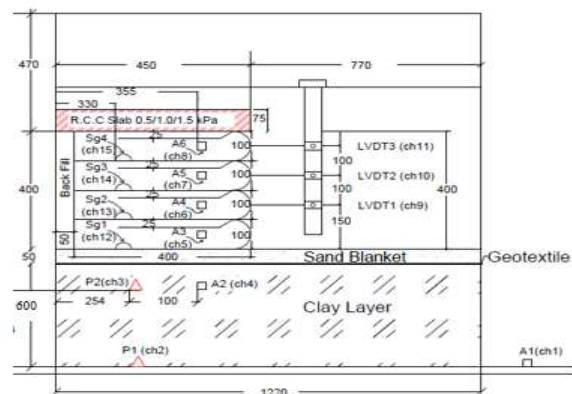 470
450
770
355
330
R.C.C Slab 0.5/1.0/1.5 kPa
75
Sg4
(ch15)
25
A6
(ch8)
100
LVDT3 (ch11)
100
Sg3
(ch14)
A5
(ch7)
100
LVDT2 (ch10)
400
Back Fill
400
Sg2
(ch13)
A4
(ch6)
100
100
LVDT1 (ch9)
Sg1
(ch12)
25
A3
(ch5)
100
150
50
400
50
Sand Blanket
Geotextile
P2(ch3)
A2 (ch4)
600
254
100
Clay Layer
P1 (ch2)
A1(ch1)
1220